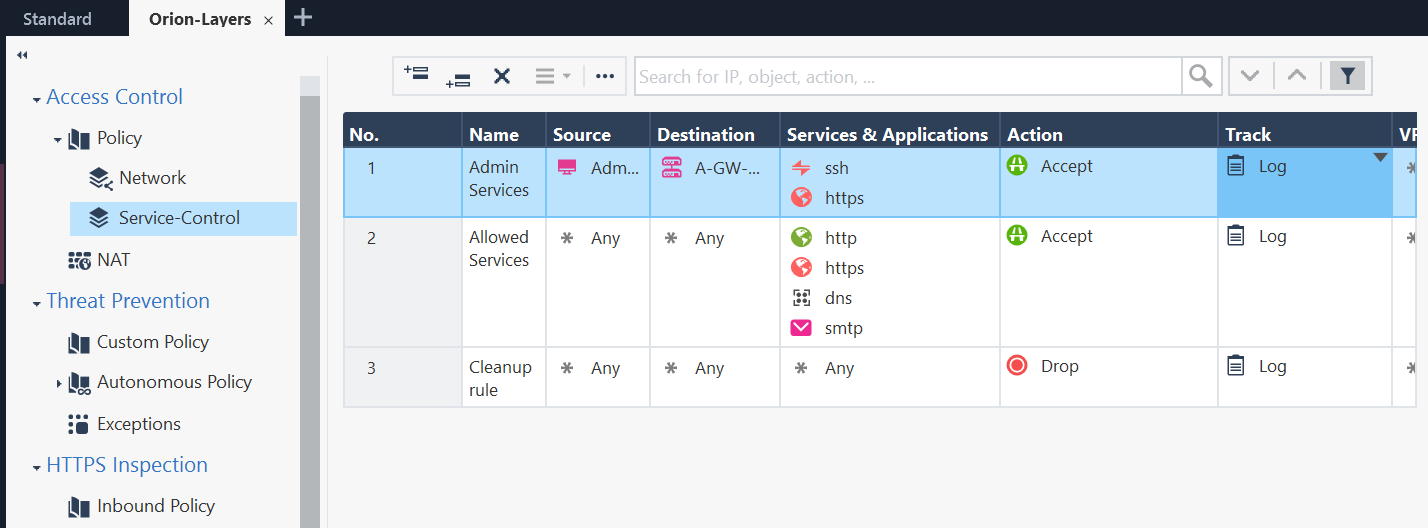 Standard
Orion-Layers
Access Control
Policy
Network
Service-Control
NAT
Threat Prevention
Custom Policy
Autonomous Policy
Exceptions
HTTPS Inspection
Inbound Policy
Search for IP, object, action, ...
No. Name Source Destination Services & Applications Action Track
1 Admin Services Adm... A-GW-... ssh Accept Log
https
2 Allowed Services Any Any http Accept Log
https
dns
smtp
3 Cleanup rule Any Any Any Drop Log